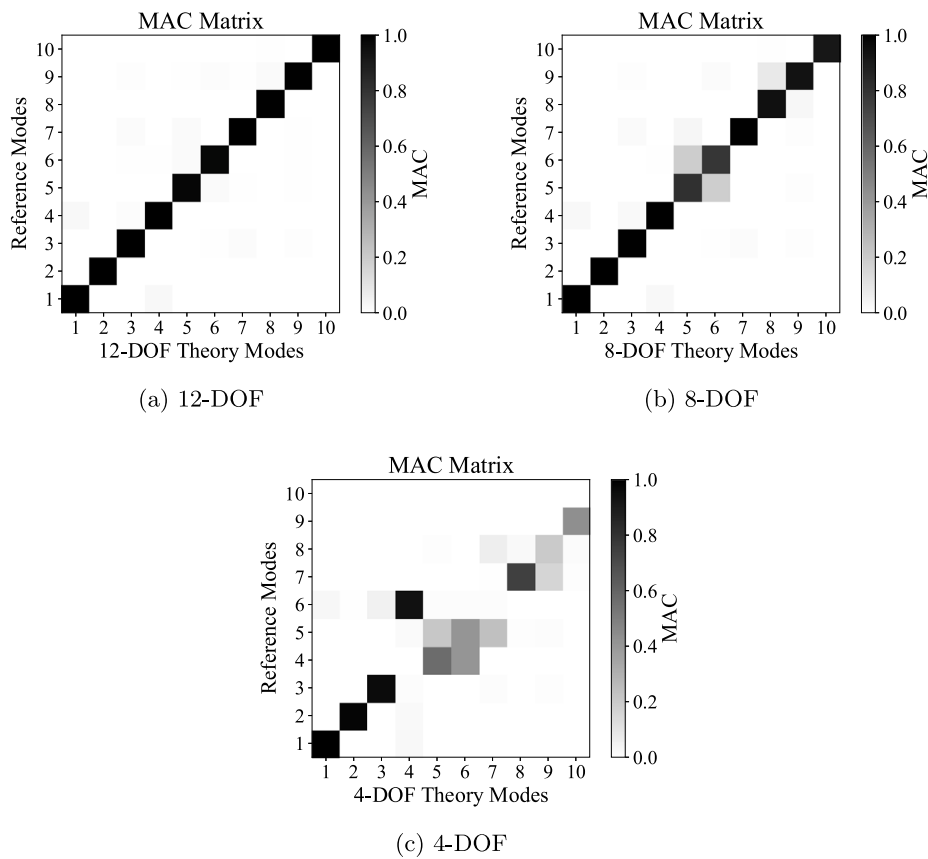 MAC Matrix
10
9
8
7
6
5
4
3
2
1
Reference Modes
1 2 3 4 5 6 7 8 9 10
12-DOF Theory Modes
1.0
0.8
0.6
0.4
0.2
0.0
MAC
(a) 12-DOF
MAC Matrix
10
9
8
7
6
5
4
3
2
1
Reference Modes
1 2 3 4 5 6 7 8 9 10
8-DOF Theory Modes
1.0
0.8
0.6
0.4
0.2
0.0
MAC
(b) 8-DOF
MAC Matrix
10
9
8
7
6
5
4
3
2
1
Reference Modes
1 2 3 4 5 6 7 8 9 10
4-DOF Theory Modes
1.0
0.8
0.6
0.4
0.2
0.0
MAC
(c) 4-DOF